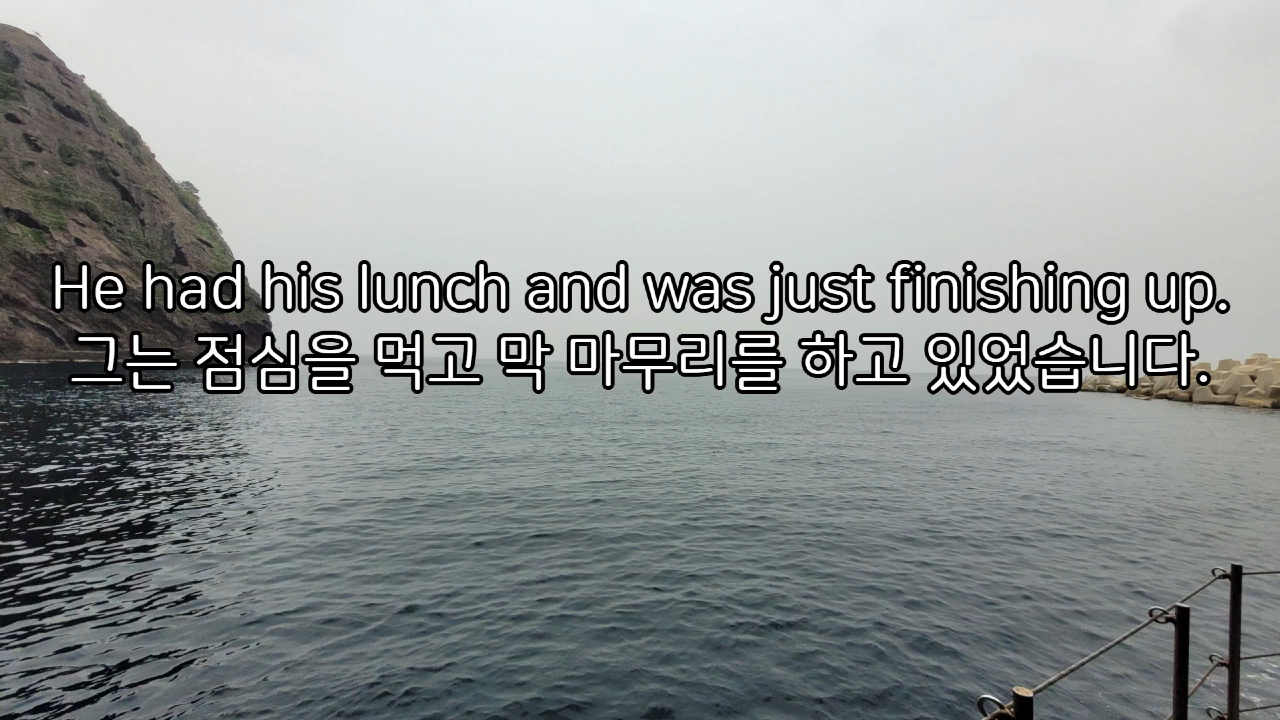 He had his lunch and was just finishing up.
그는 점심을 먹고 막 마무리를 하고 있었습니다.